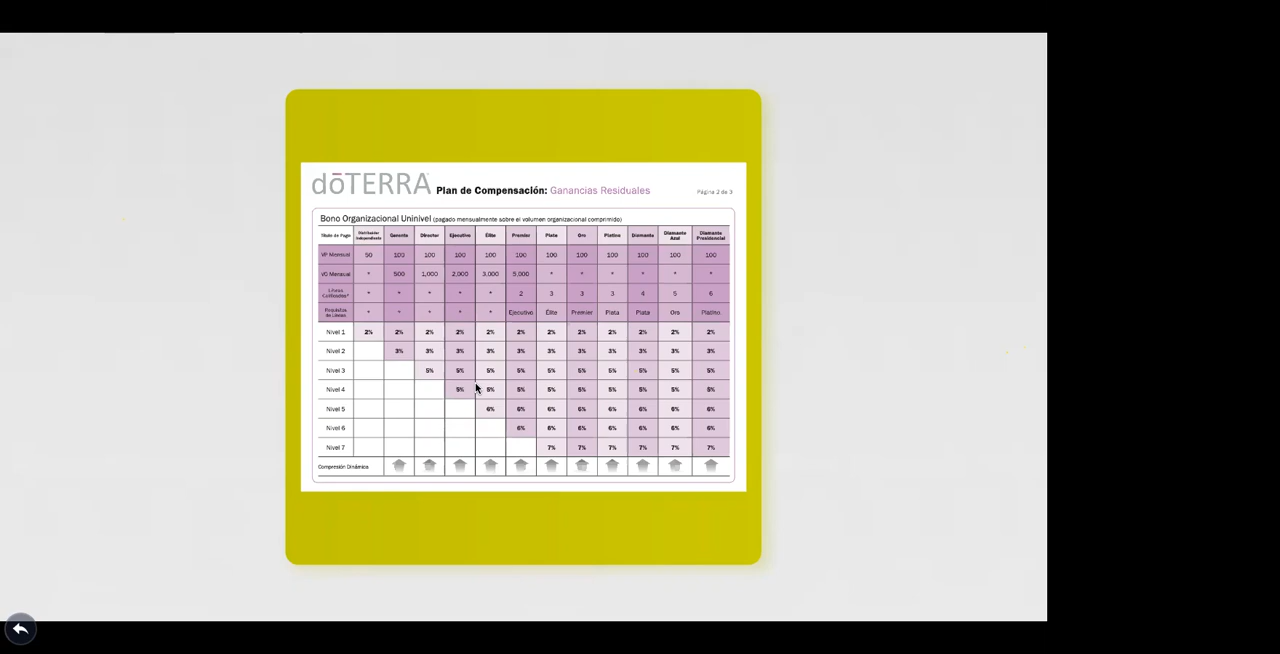 dōTERRA Plan de Compensación: Ganancias Residuales Página 2 de 3
Bono Organizacional Uninivel (pagado mensualmente sobre el volumen organizacional comprimido)
Título de Pago Distribuidor Independiente Gerente Director Ejecutivo Élite Premier Plata Oro Platino Diamante Diamante Azul Diamante Presidencial
VP Mensual 50 100 100 100 100 100 100 100 100 100 100 100
VO Mensual * 500 1,000 2,000 3,000 5,000 * * * * * *
Líneas Calificadas* * * * * * 2 3 3 3 4 5 6
Requisitos de Líneas * * * * * Ejecutivo Élite Premier Plata Plata Oro Platino
Nivel 1 2% 2% 2% 2% 2% 2% 2% 2% 2% 2% 2% 2%
Nivel 2 3% 3% 3% 3% 3% 3% 3% 3% 3% 3% 3%
Nivel 3 5% 5% 5% 5% 5% 5% 5% 5% 5% 5%
Nivel 4 5% 5% 5% 5% 5% 5% 5% 5% 5%
Nivel 5 6% 6% 6% 6% 6% 6% 6% 6%
Nivel 6 6% 6% 6% 6% 6% 6% 6%
Nivel 7 7% 7% 7% 7% 7% 7%
Compresión Dinámica